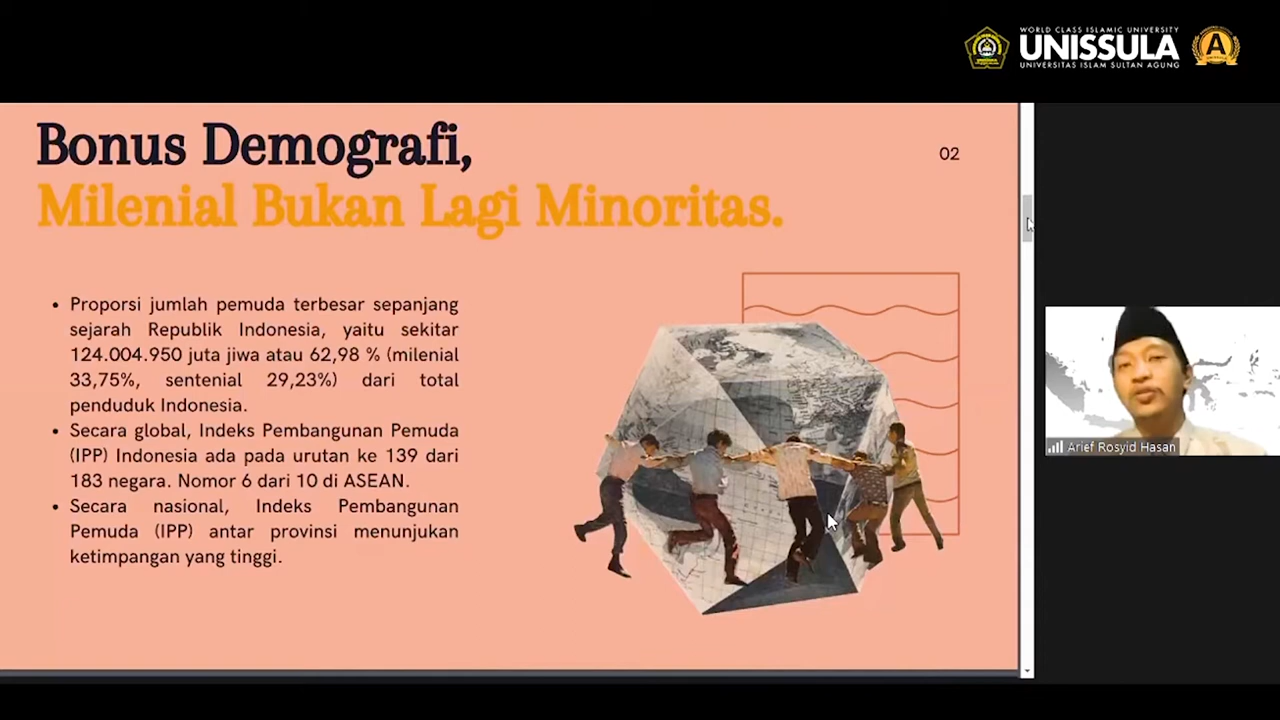 WORLD CLASS ISLAMIC UNIVERSITY
UNISSULA
UNIVERSITAS ISLAM SULTAN AGUNG
A
Bonus Demografi,
02
Milenial Bukan Lagi Minoritas.
• Proporsi jumlah pemuda terbesar sepanjang
sejarah Republik Indonesia, yaitu sekitar
124.004.950 juta jiwa atau 62,98 % (milenial
33,75%, sentenial 29,23%) dari total
penduduk Indonesia.
• Secara global, Indeks Pembangunan Pemuda
(IPP) Indonesia ada pada urutan ke 139 dari
183 negara. Nomor 6 dari 10 di ASEAN.
• Secara nasional, Indeks Pembangunan
Pemuda (IPP) antar provinsi menunjukan
ketimpangan yang tinggi.
Arief Rosyid Hasan